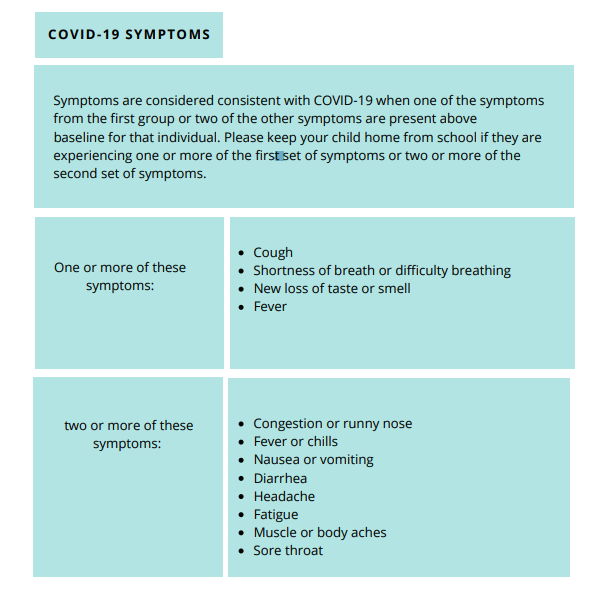 COVID-19 SYMPTOMS
Symptoms are considered consistent with COVID-19 when one of the symptoms
from the first group or two of the other symptoms are present above
baseline for that individual. Please keep your child home from school if they are
experiencing one or more of the first set of symptoms or two or more of the
second set of symptoms.
One or more of these
symptoms:
• Cough
• Shortness of breath or difficulty breathing
• New loss of taste or smell
• Fever
two or more of these
symptoms:
• Congestion or runny nose
• Fever or chills
• Nausea or vomiting
• Diarrhea
• Headache
• Fatigue
• Muscle or body aches
• Sore throat